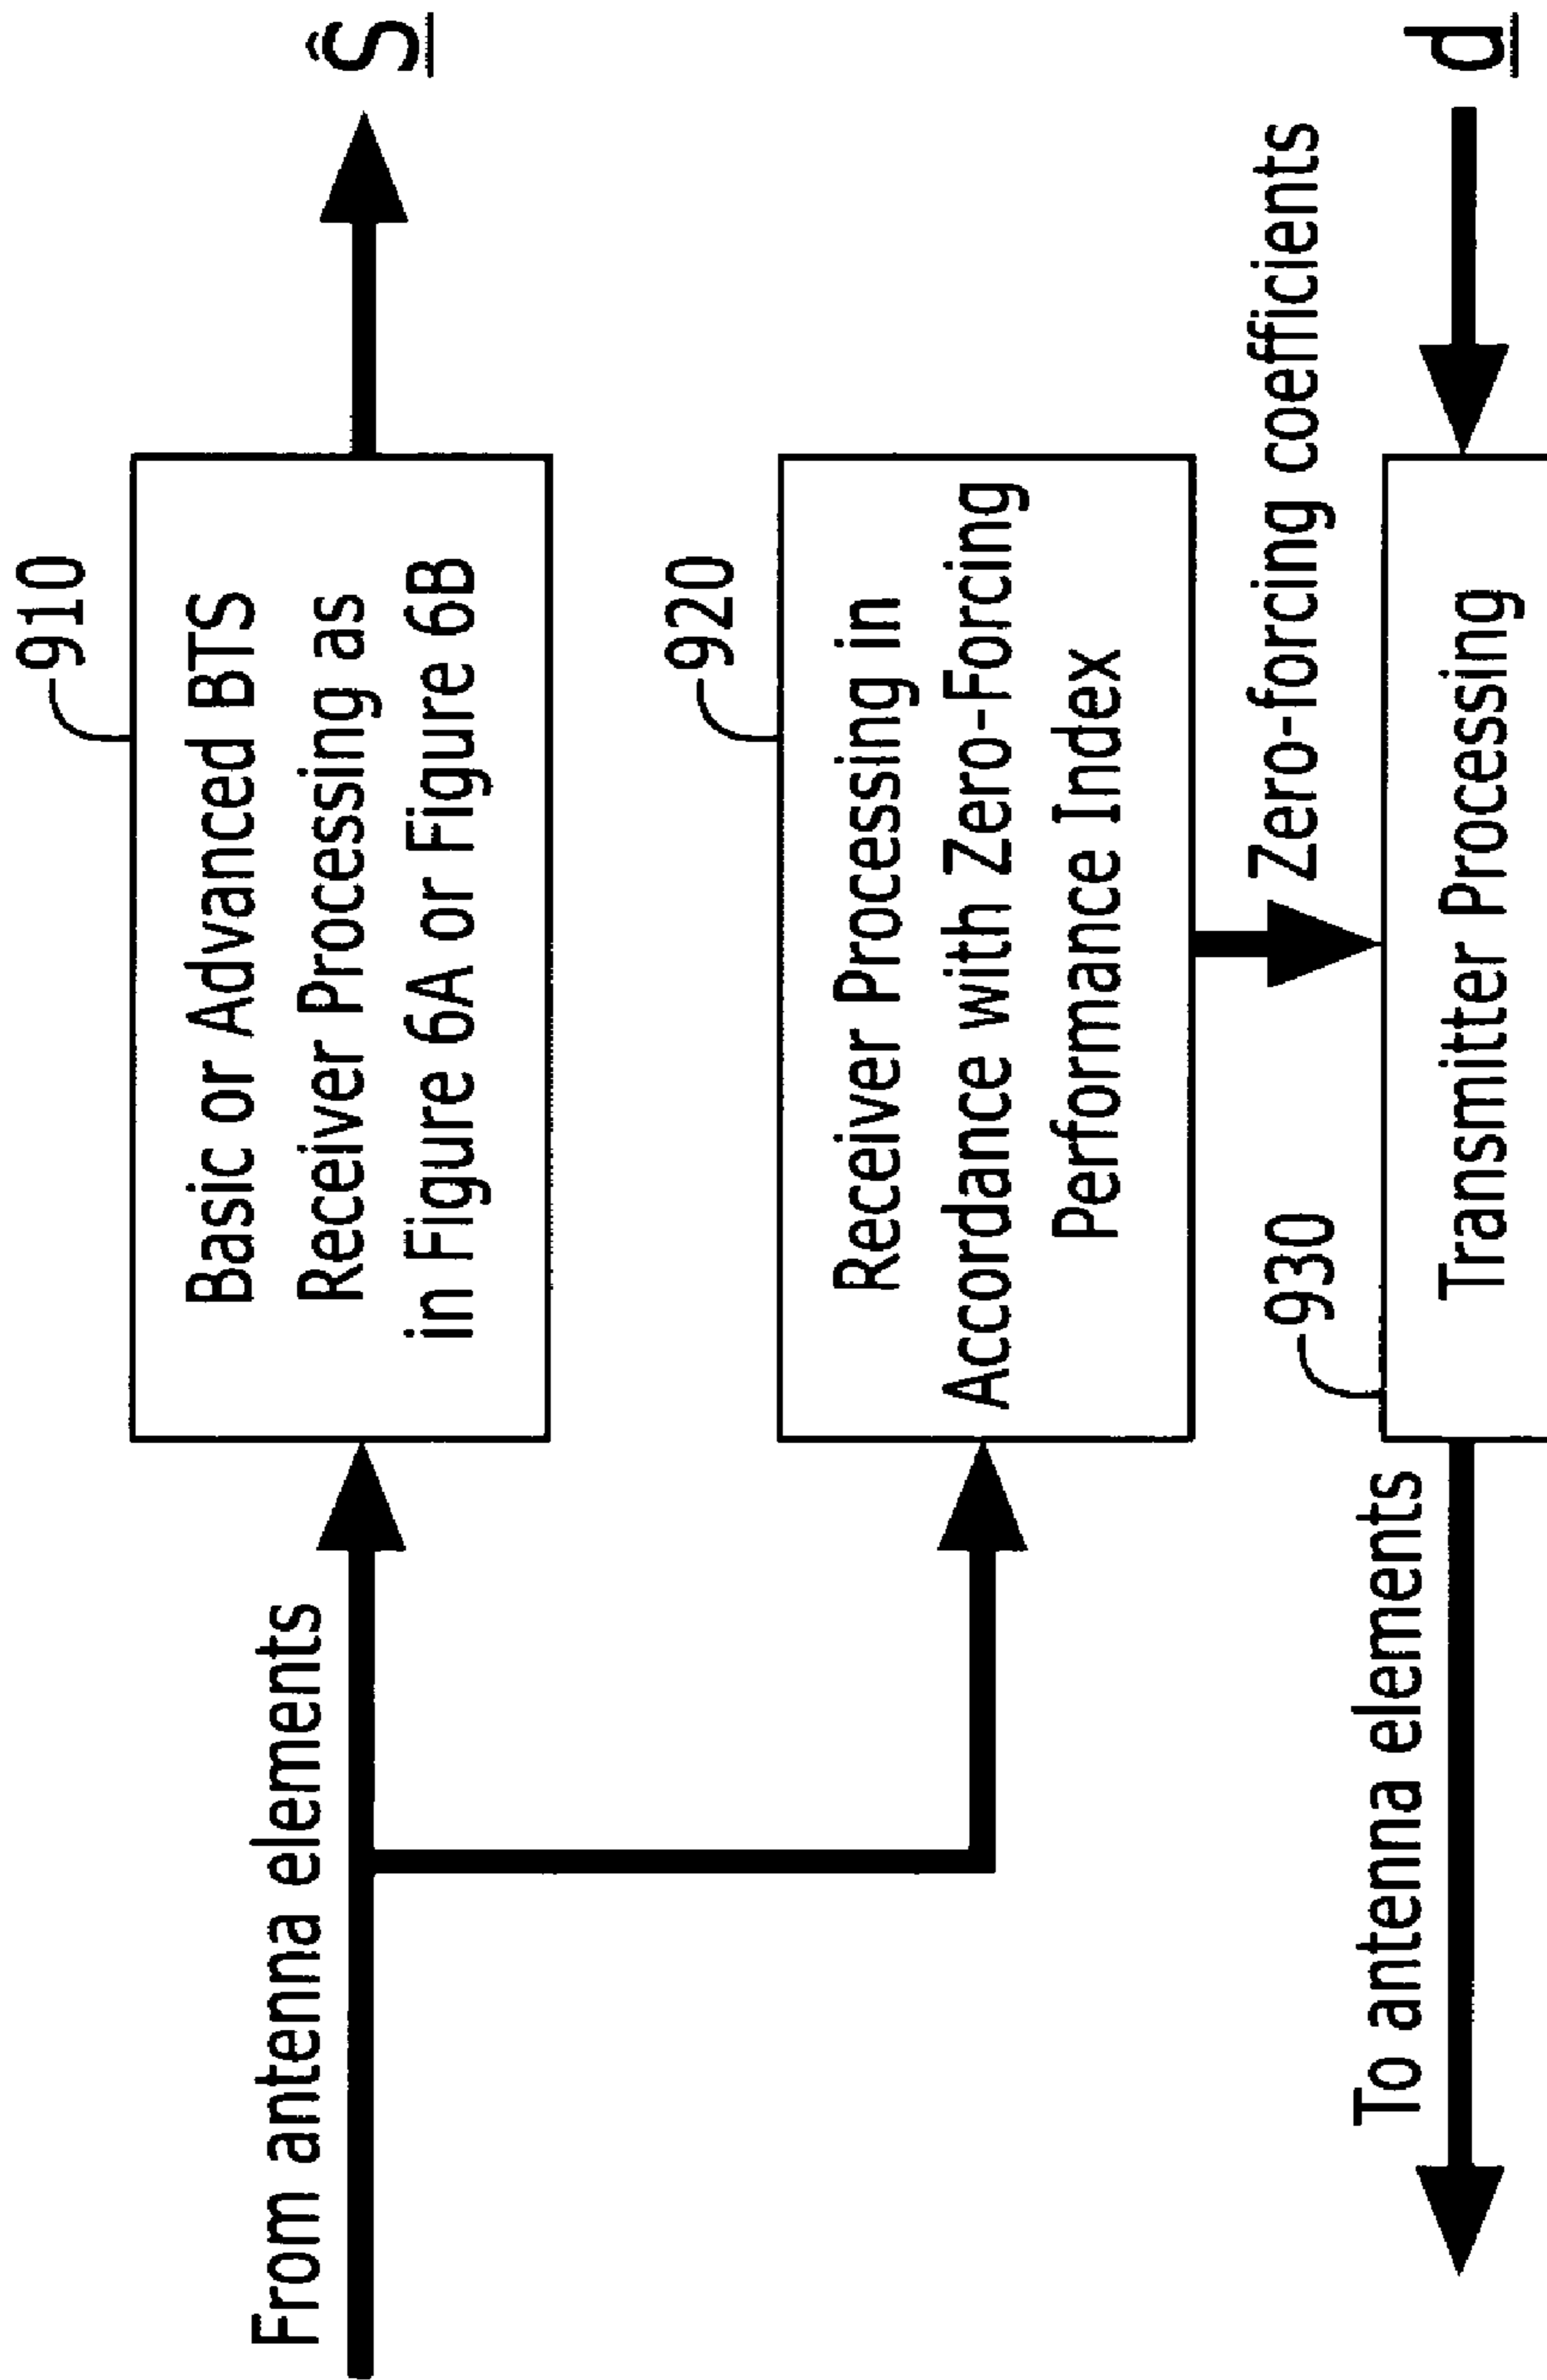 910
From antenna elements
Basic or Advanced BTS
Receiver Processing as
in Figure 6A or Figure 6B
Ŝ
920
Receiver Processing in
Accordance with Zero-Forcing
Performance Index
Zero-forcing coefficients
930
To antenna elements
Transmitter Processing
d